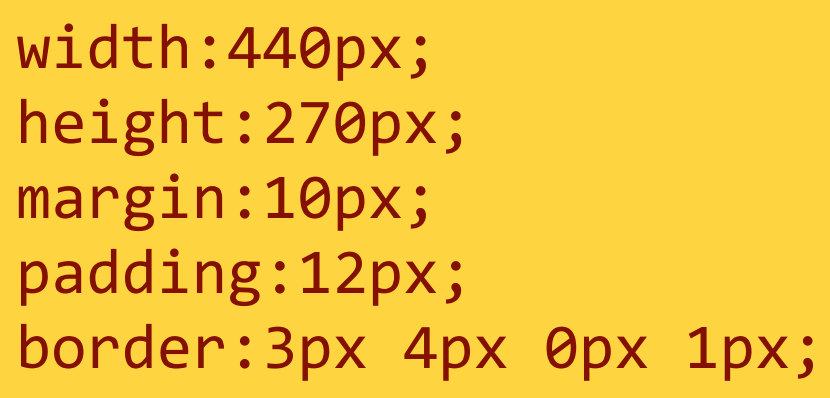 width:440px;
height:270px;
margin:10px;
padding:12px;
border:3px 4px 0px 1px;